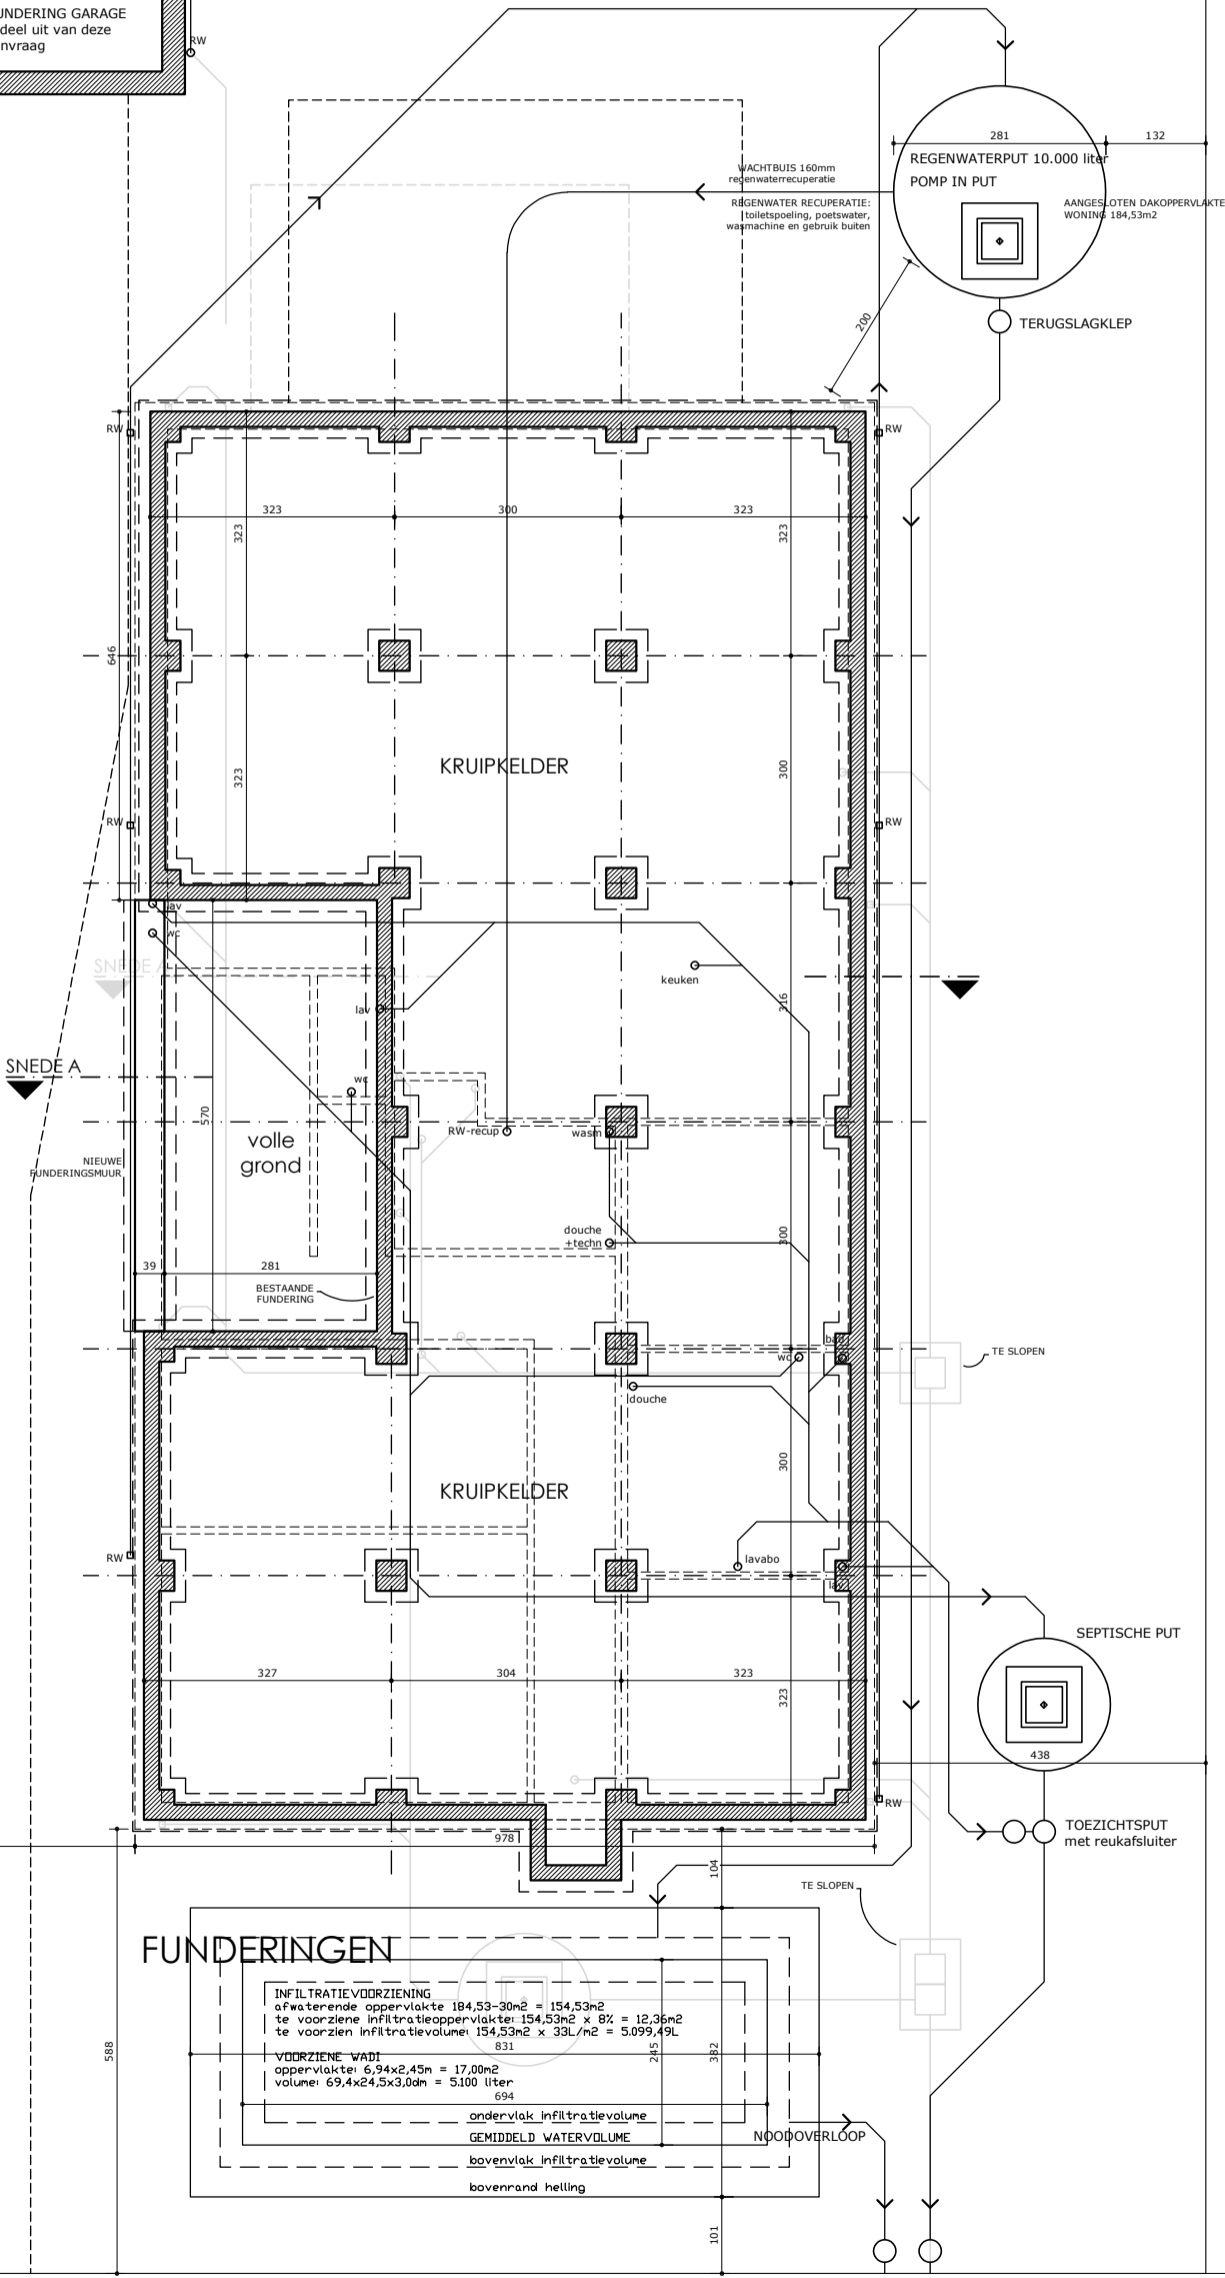 UNDERING GARAGE
deel uit van deze
nvraag
RW
281
132
REGENWATERPUT 10.000 liter
POMP IN PUT
WACHTBUIS 160mm
regenwaterrecuperatie
REGENWATER RECUPERATIE:
toiletspoeling, poetswater,
wasmachine en gebruik buiten
AANGESLOTEN DAKOPPERVLAKTE
WONING 184,53m2
200
TERUGSLAGKLEP
RW
RW
323
300
323
323
323
646
323
300
KRUIPKELDER
RW
RW
lav
wc
keuken
SNEDE A
316
lav
SNEDE A
wc
570
volle
grond
RW-recup
wasm
NIEUWE
FUNDERINGSMUUR
douche
+techn
300
39
281
BESTAANDE
FUNDERING
bad
wc
TE SLOPEN
douche
300
KRUIPKELDER
RW
lavabo
SEPTISCHE PUT
327
304
323
323
438
RW
TOEZICHTSPUT
met reukafsluiter
978
104
TE SLOPEN
FUNDERINGEN
INFILTRATIEVOORZIENING
afwaterende oppervlakte 184,53-30m2 = 154,53m2
te voorziene infiltratieoppervlakte: 154,53m2 x 8% = 12,36m2
te voorzien infiltratievolume: 154,53m2 x 33L/m2 = 5.099,49L
831
245
382
588
VOORZIENE WADI
oppervlakte: 6,94x2,45m = 17,00m2
volume: 69,4x24,5x3,0dm = 5.100 liter
694
ondervlak infiltratievolume
GEMIDDELD WATERVOLUME
NOODOVERLOOP
bovenvlak infiltratievolume
bovenrand helling
101